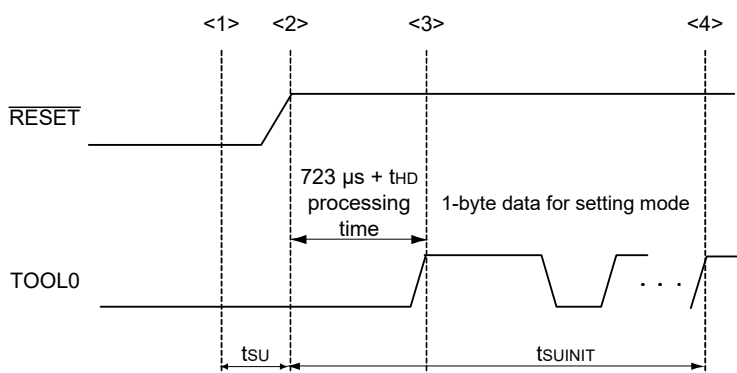 <1> <2> <3> <4>
RESET
723 µs + tHD
processing
time
1-byte data for setting mode
TOOL0
. . .
tSU
tSUINIT